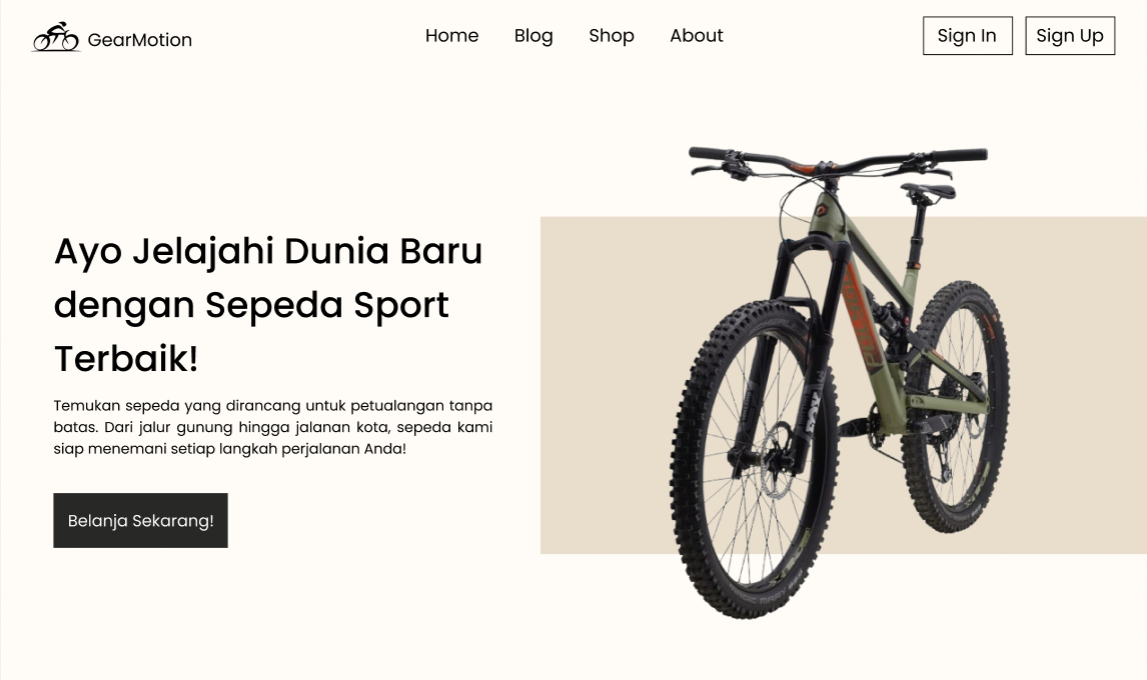 GearMotion
Home Blog Shop About
Sign In Sign Up
Ayo Jelajahi Dunia Baru
dengan Sepeda Sport
Terbaik!
Temukan sepeda yang dirancang untuk petualangan tanpa
batas. Dari jalur gunung hingga jalanan kota, sepeda kami
siap menemani setiap langkah perjalanan Anda!
Belanja Sekarang!
FOX